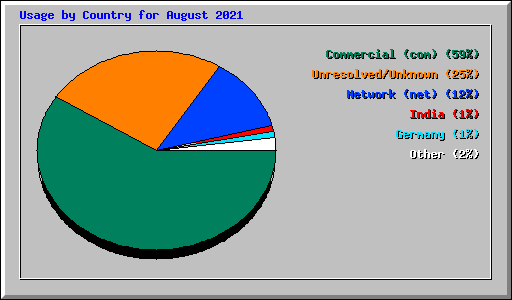 Usage by Country for August 2021
Commercial (com) (59%)
Unresolved/Unknown (25%)
Network (net) (12%)
India (1%)
Germany (1%)
Other (2%)